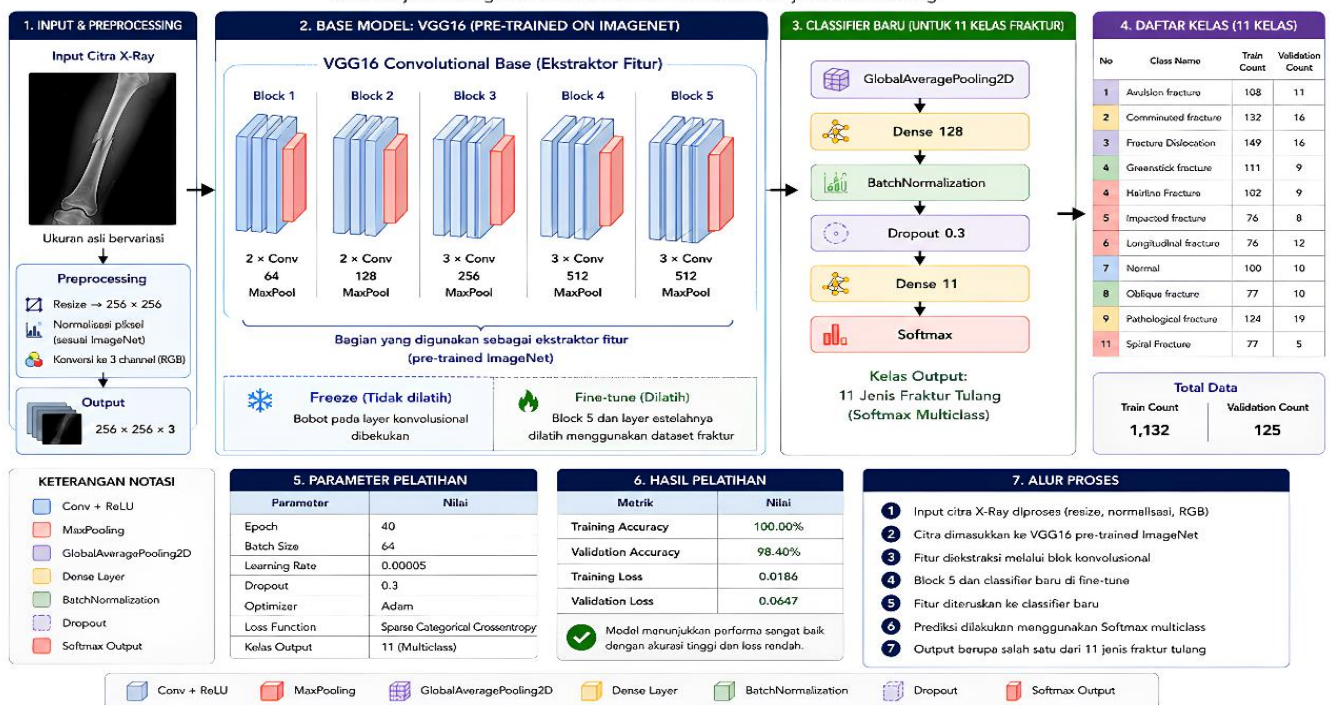 1. INPUT & PREPROCESSING
Input Citra X-Ray
Ukuran asli bervariasi
Preprocessing
Resize → 256 × 256
Normalisasi piksel
(sesuai ImageNet)
Konversi ke 3 channel (RGB)
Output
256 × 256 × 3
2. BASE MODEL: VGG16 (PRE-TRAINED ON IMAGENET)
VGG16 Convolutional Base (Ekstraktor Fitur)
Block 1 Block 2 Block 3 Block 4 Block 5
2 × Conv 2 × Conv 3 × Conv 3 × Conv 3 × Conv
64 128 256 512 512
MaxPool MaxPool MaxPool MaxPool MaxPool
Bagian yang digunakan sebagai ekstraktor fitur
(pre-trained ImageNet)
Freeze (Tidak dilatih)
Bobot pada layer konvolusional
dibekukan
Fine-tune (Dilatih)
Block 5 dan layer estelahnya
dilatih menggunakan dataset fraktur
3. CLASSIFIER BARU (UNTUK 11 KELAS FRAKTUR)
GlobalAveragePooling2D
Dense 128
BatchNormalization
Dropout 0.3
Dense 11
Softmax
Kelas Output:
11 Jenis Fraktur Tulang
(Softmax Multiclass)
4. DAFTAR KELAS (11 KELAS)
No Class Name Train Count Validation Count
1 Avulsion fracture 108 11
2 Comminuted fracture 132 16
3 Fracture Dislocation 149 16
4 Greenstick fracture 111 9
4 Hairline Fracture 102 9
5 Impacted fracture 76 8
6 Longitudinal fracture 76 12
7 Normal 100 10
8 Oblique fracture 77 10
9 Pathological fracture 124 19
11 Spiral Fracture 77 5
Total Data
Train Count Validation Count
1,132 125
KETERANGAN NOTASI
Conv + ReLU
MaxPooling
GlobalAveragePooling2D
Dense Layer
BatchNormalization
Dropout
Softmax Output
5. PARAMETER PELATIHAN
Parameter Nilai
Epoch 40
Batch Size 64
Learning Rate 0.00005
Dropout 0.3
Optimizer Adam
Loss Function Sparse Categorical Crossentropy
Kelas Output 11 (Multiclass)
6. HASIL PELATIHAN
Metrik Nilai
Training Accuracy 100.00%
Validation Accuracy 98.40%
Training Loss 0.0186
Validation Loss 0.0647
Model manunjukkan performa sangat baik
dengan akurasi tinggi dan loss rendah.
7. ALUR PROSES
1 Input citra X-Ray diproses (resize, normalisasi, RGB)
2 Citra dimasukkan ke VGG16 pre-trained ImageNet
3 Fitur diekstraksi melalui blok konvolusional
4 Block 5 dan classifier baru di fine-tune
5 Fitur diteruskan ke classifier baru
6 Prediksi dilakukan menggunakan Softmax multiclass
7 Output berupa salah satu dari 11 jenis fraktur tulang
Conv + ReLU MaxPooling GlobalAveragePooling2D Dense Layer BatchNormalization Dropout Softmax Output